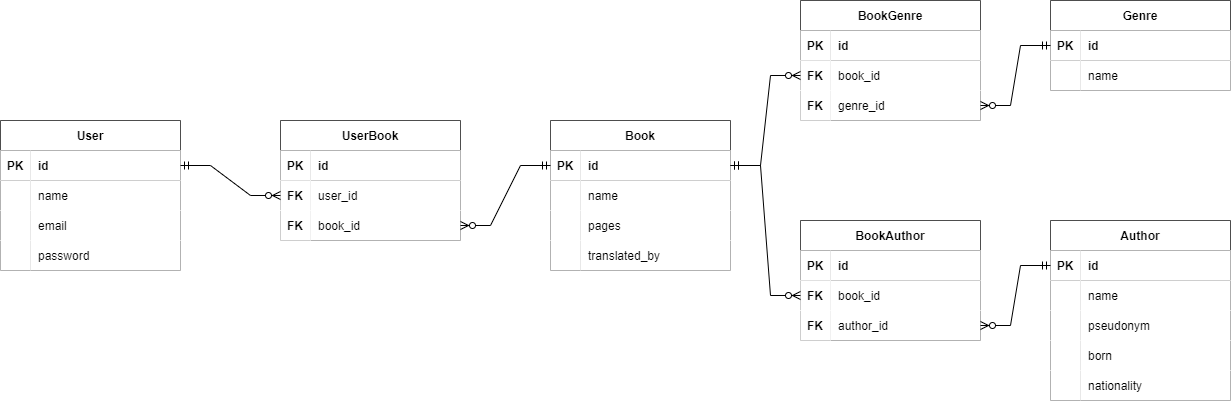 User
PK id
name
email
password
UserBook
PK id
FK user_id
FK book_id
Book
PK id
name
pages
translated_by
BookGenre
PK id
FK book_id
FK genre_id
Genre
PK id
name
BookAuthor
PK id
FK book_id
FK author_id
Author
PK id
name
pseudonym
born
nationality